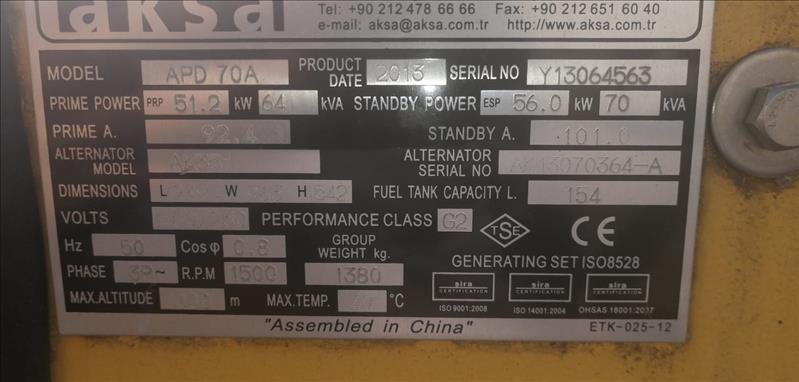 aksa
Tel: +90 212 478 66 66 Fax: +90 212 651 60 40
e-mail: aksa@aksa.com.tr http://www.aksa.com.tr
MODEL APD 70A PRODUCT DATE 2013 SERIAL NO Y13064563
PRIME POWER PRP 51.2 kW 64 kVA STANDBY POWER ESP 56.0 kW 70 kVA
PRIME A. 92.4 STANDBY A. 101.0
ALTERNATOR MODEL ALTERNATOR SERIAL NO AK13070364-A
DIMENSIONS L W H FUEL TANK CAPACITY L. 154
VOLTS PERFORMANCE CLASS G2 TSE CE
Hz 50 Cosφ 0.8 GROUP WEIGHT kg. 1380
PHASE 3P~ R.P.M 1500 GENERATING SET ISO8528
MAX.ALTITUDE m MAX.TEMP. °C
sira CERTIFICATION sira CERTIFICATION sira CERTIFICATION
ISO 9001:2008 ISO 14001:2004 OHSAS 18001:2007
"Assembled in China" ETK-025-12